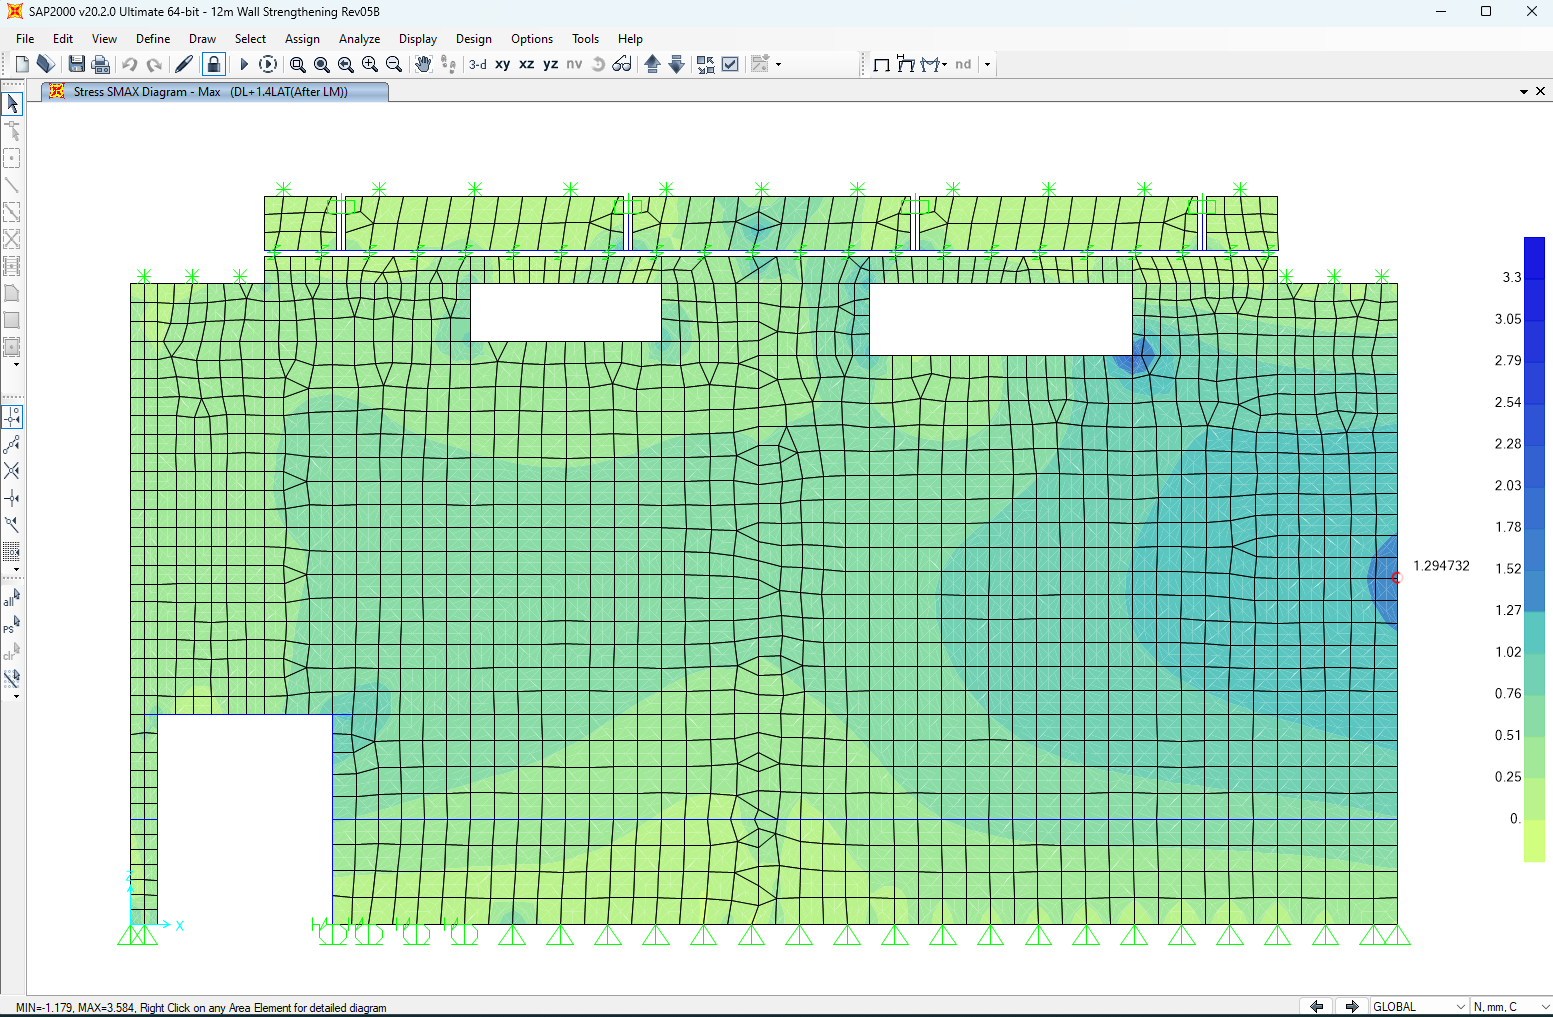 SAP2000 v20.2.0 Ultimate 64-bit - 12m Wall Strengthening Rev05B
File Edit View Define Draw Select Assign Analyze Display Design Options Tools Help
3-d xy xz yz nv nd
Stress SMAX Diagram - Max (DL+1.4LAT(After LM))
3.3
3.05
2.79
2.54
2.28
2.03
1.78
1.294732
1.52
1.27
1.02
0.76
0.51
0.25
0.
all
PS
clr
Z
X
MIN=-1.179, MAX=3.584, Right Click on any Area Element for detailed diagram
GLOBAL
N, mm, C